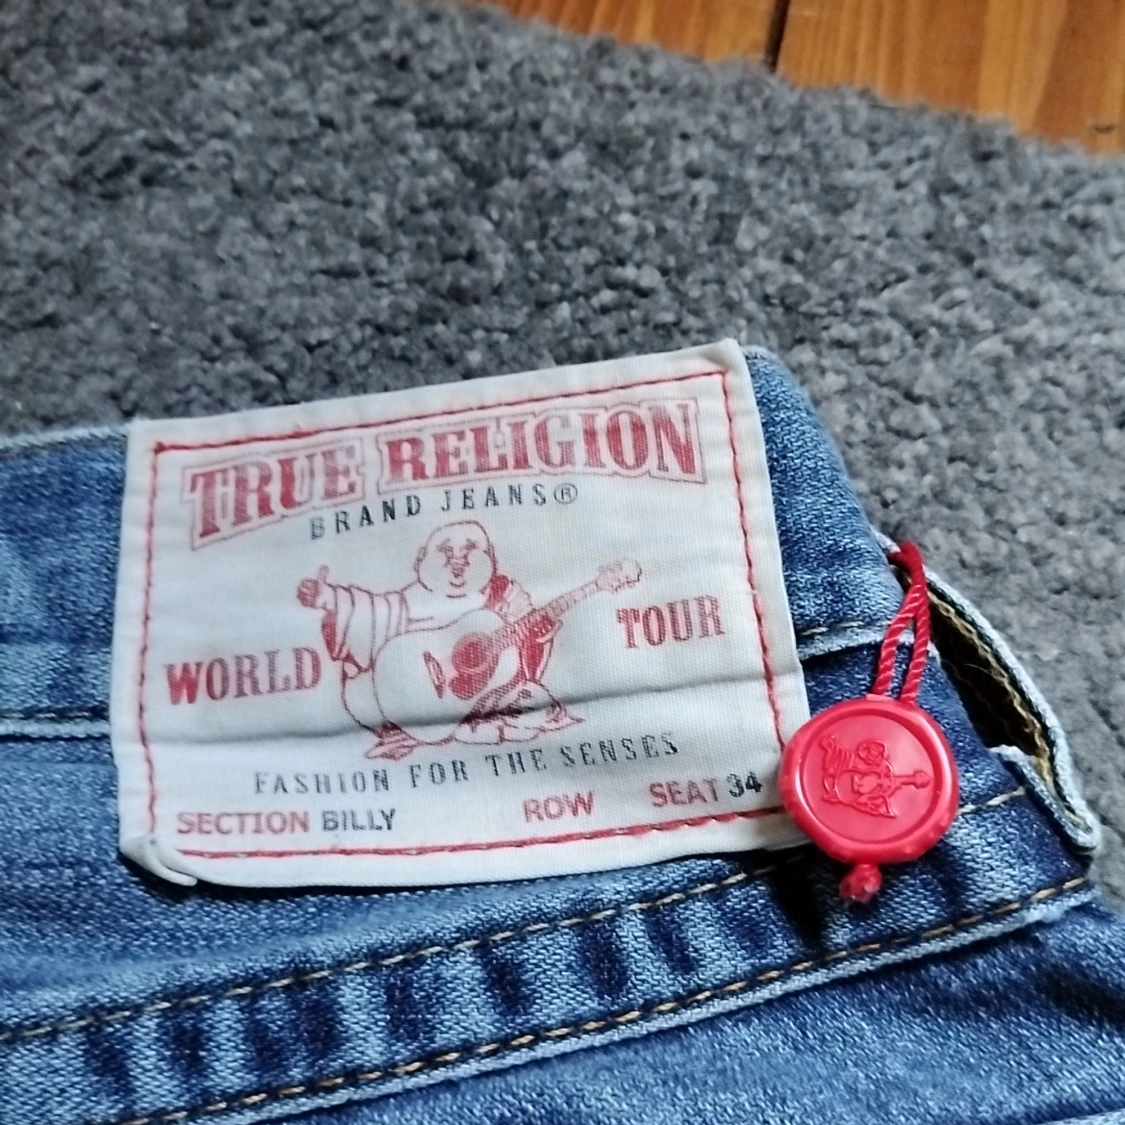 TRUE RELIGION
BRAND JEANS®
WORLD TOUR
FASHION FOR THE SENSES
SECTION BILLY ROW SEAT 34